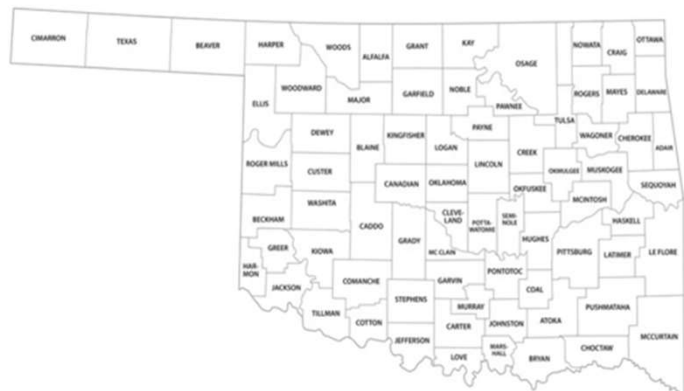 CIMARRON
TEXAS
BEAVER
HARPER
WOODS
ALFALFA
GRANT
KAY
OSAGE
NOWATA
CRAIG
OTTAWA
ELLIS
WOODWARD
MAJOR
GARFIELD
NOBLE
PAWNEE
ROGERS
MAYES
DELAWARE
DEWEY
BLAINE
KINGFISHER
LOGAN
PAYNE
TULSA
WAGONER
CHEROKEE
ADAIR
ROGER MILLS
CUSTER
CANADIAN
OKLAHOMA
LINCOLN
CREEK
OKMULGEE
MUSKOGEE
SEQUOYAH
BECKHAM
WASHITA
CADDO
GRADY
CLEVE-
LAND
POTTA-
WATOMIE
SEMI-
NOLE
OKFUSKEE
MCINTOSH
HASKELL
HUGHES
PITTSBURG
LATIMER
LE FLORE
GREER
KIOWA
MC CLAIN
HAR-
MON
JACKSON
COMANCHE
GARVIN
PONTOTOC
COAL
TILLMAN
COTTON
STEPHENS
MURRAY
JOHNSTON
ATOKA
PUSHMATAHA
MCCURTAIN
JEFFERSON
CARTER
LOVE
MARS-
HALL
BRYAN
CHOCTAW